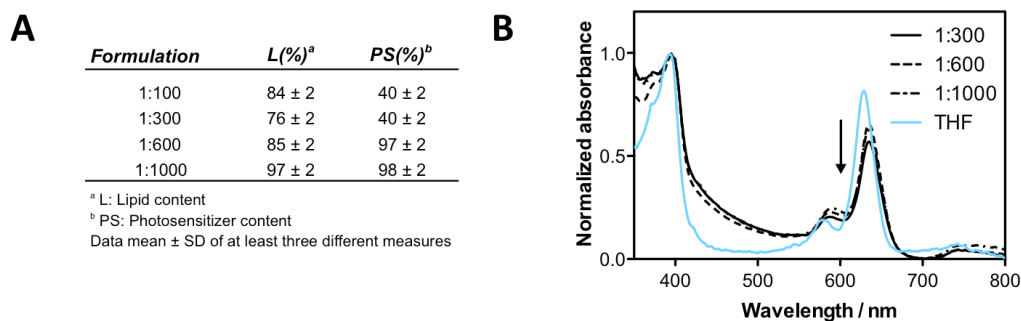 A
Formulation L(%)a PS(%)b
1:100 84 ± 2 40 ± 2
1:300 76 ± 2 40 ± 2
1:600 85 ± 2 97 ± 2
1:1000 97 ± 2 98 ± 2
a L: Lipid content
b PS: Photosensitizer content
Data mean ± SD of at least three different measures
B
Normalized absorbance
1.0
0.5
0.0
1:300
1:600
1:1000
THF
400 500 600 700 800
Wavelength / nm